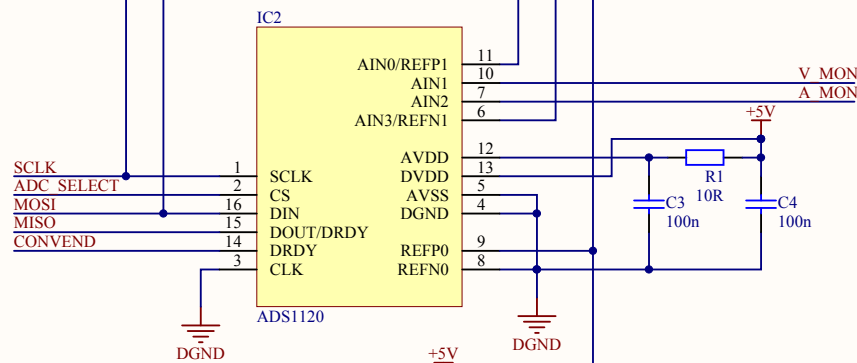 IC2
AIN0/REFP1 11
AIN1 10
V_MON
AIN2 7
A_MON
AIN3/REFN1 6
+5V
AVDD 12
SCLK 1 SCLK
DVDD 13
R1
10R
ADC_SELECT 2 CS
AVSS 5
MOSI 16 DIN
DGND 4
C3
100n
C4
100n
MISO 15 DOUT/DRDY
CONVEND 14 DRDY
REFP0 9
3 CLK
REFN0 8
ADS1120
DGND
DGND
+5V